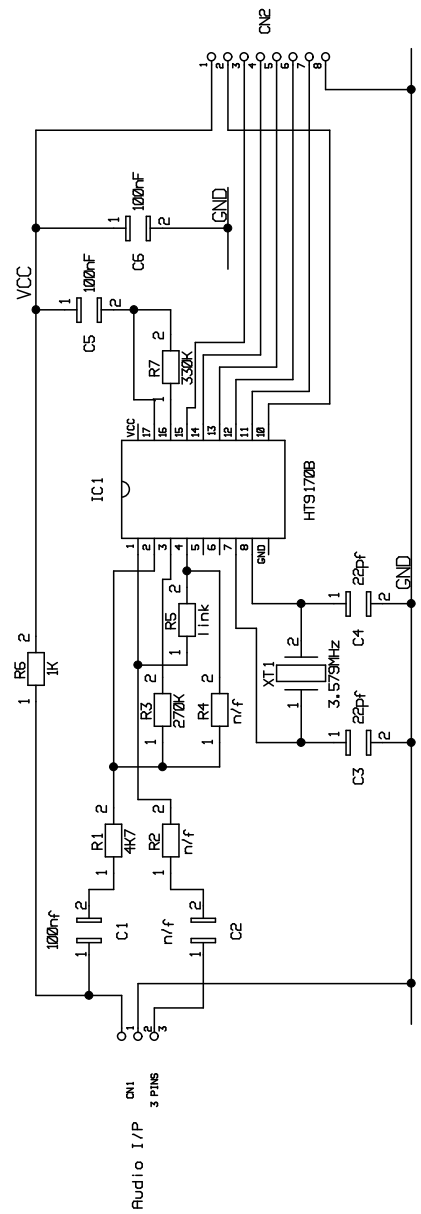 Audio I/P
CN1
3 PINS
1
2
3
100nf
1
2
C1
n/f
1
2
C2
R1
4K7
1
2
R2
n/f
1
2
R6
1K
1
2
R3
270K
1
2
R4
n/f
1
2
R5
link
1
2
C3
22pf
1
2
XT1
3.579MHz
1
2
C4
22pf
1
2
GND
IC1
HT9170B
1
2
3
4
5
6
7
8
GND
VCC
17
16
15
14
13
12
11
10
R7
330K
1
2
VCC
C5
100nF
1
2
C6
100nF
1
2
GND
CN2
1
2
3
4
5
6
7
8